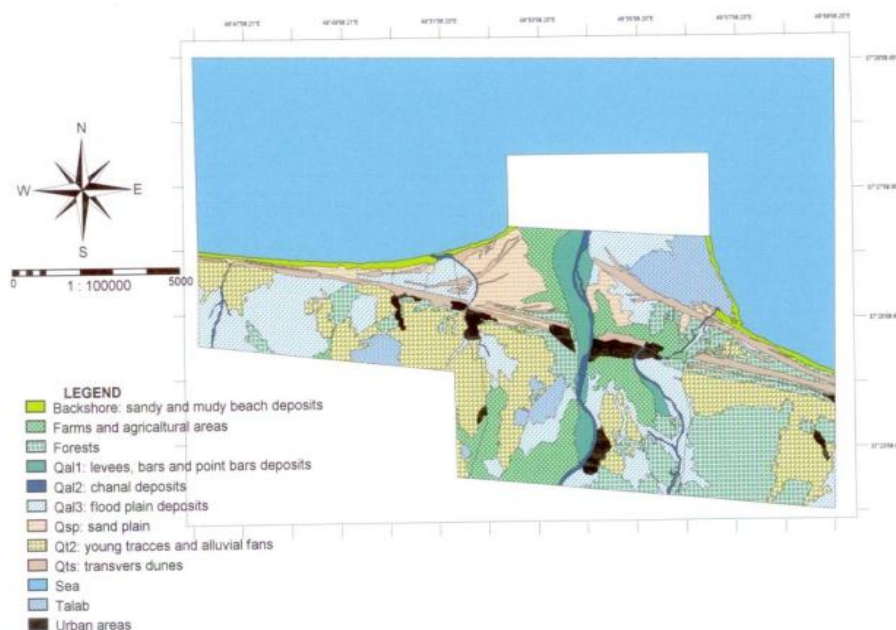 N
W E
S
0 5000
1 : 100000
LEGEND
Backshore: sandy and mudy beach deposits
Farms and agricaltural areas
Forests
Qal1: levees, bars and point bars deposits
Qal2: chanal deposits
Qal3: flood plain deposits
Qsp: sand plain
Qt2: young tracces and alluvial fans
Qts: transvers dunes
Sea
Talab
Urban areas